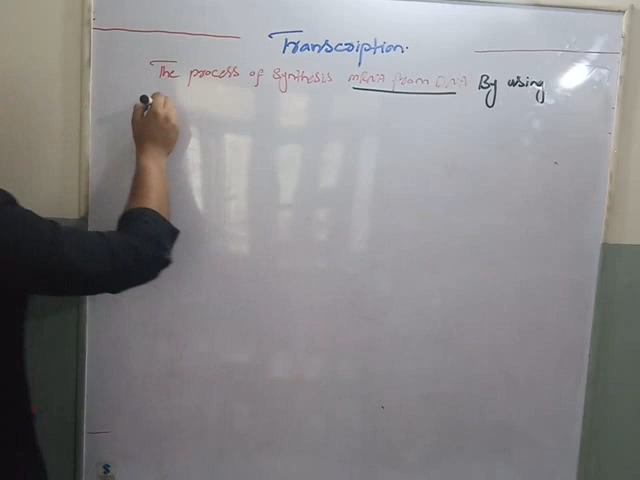 Transcription.
The process of Synthesis mRNA from DNA By using